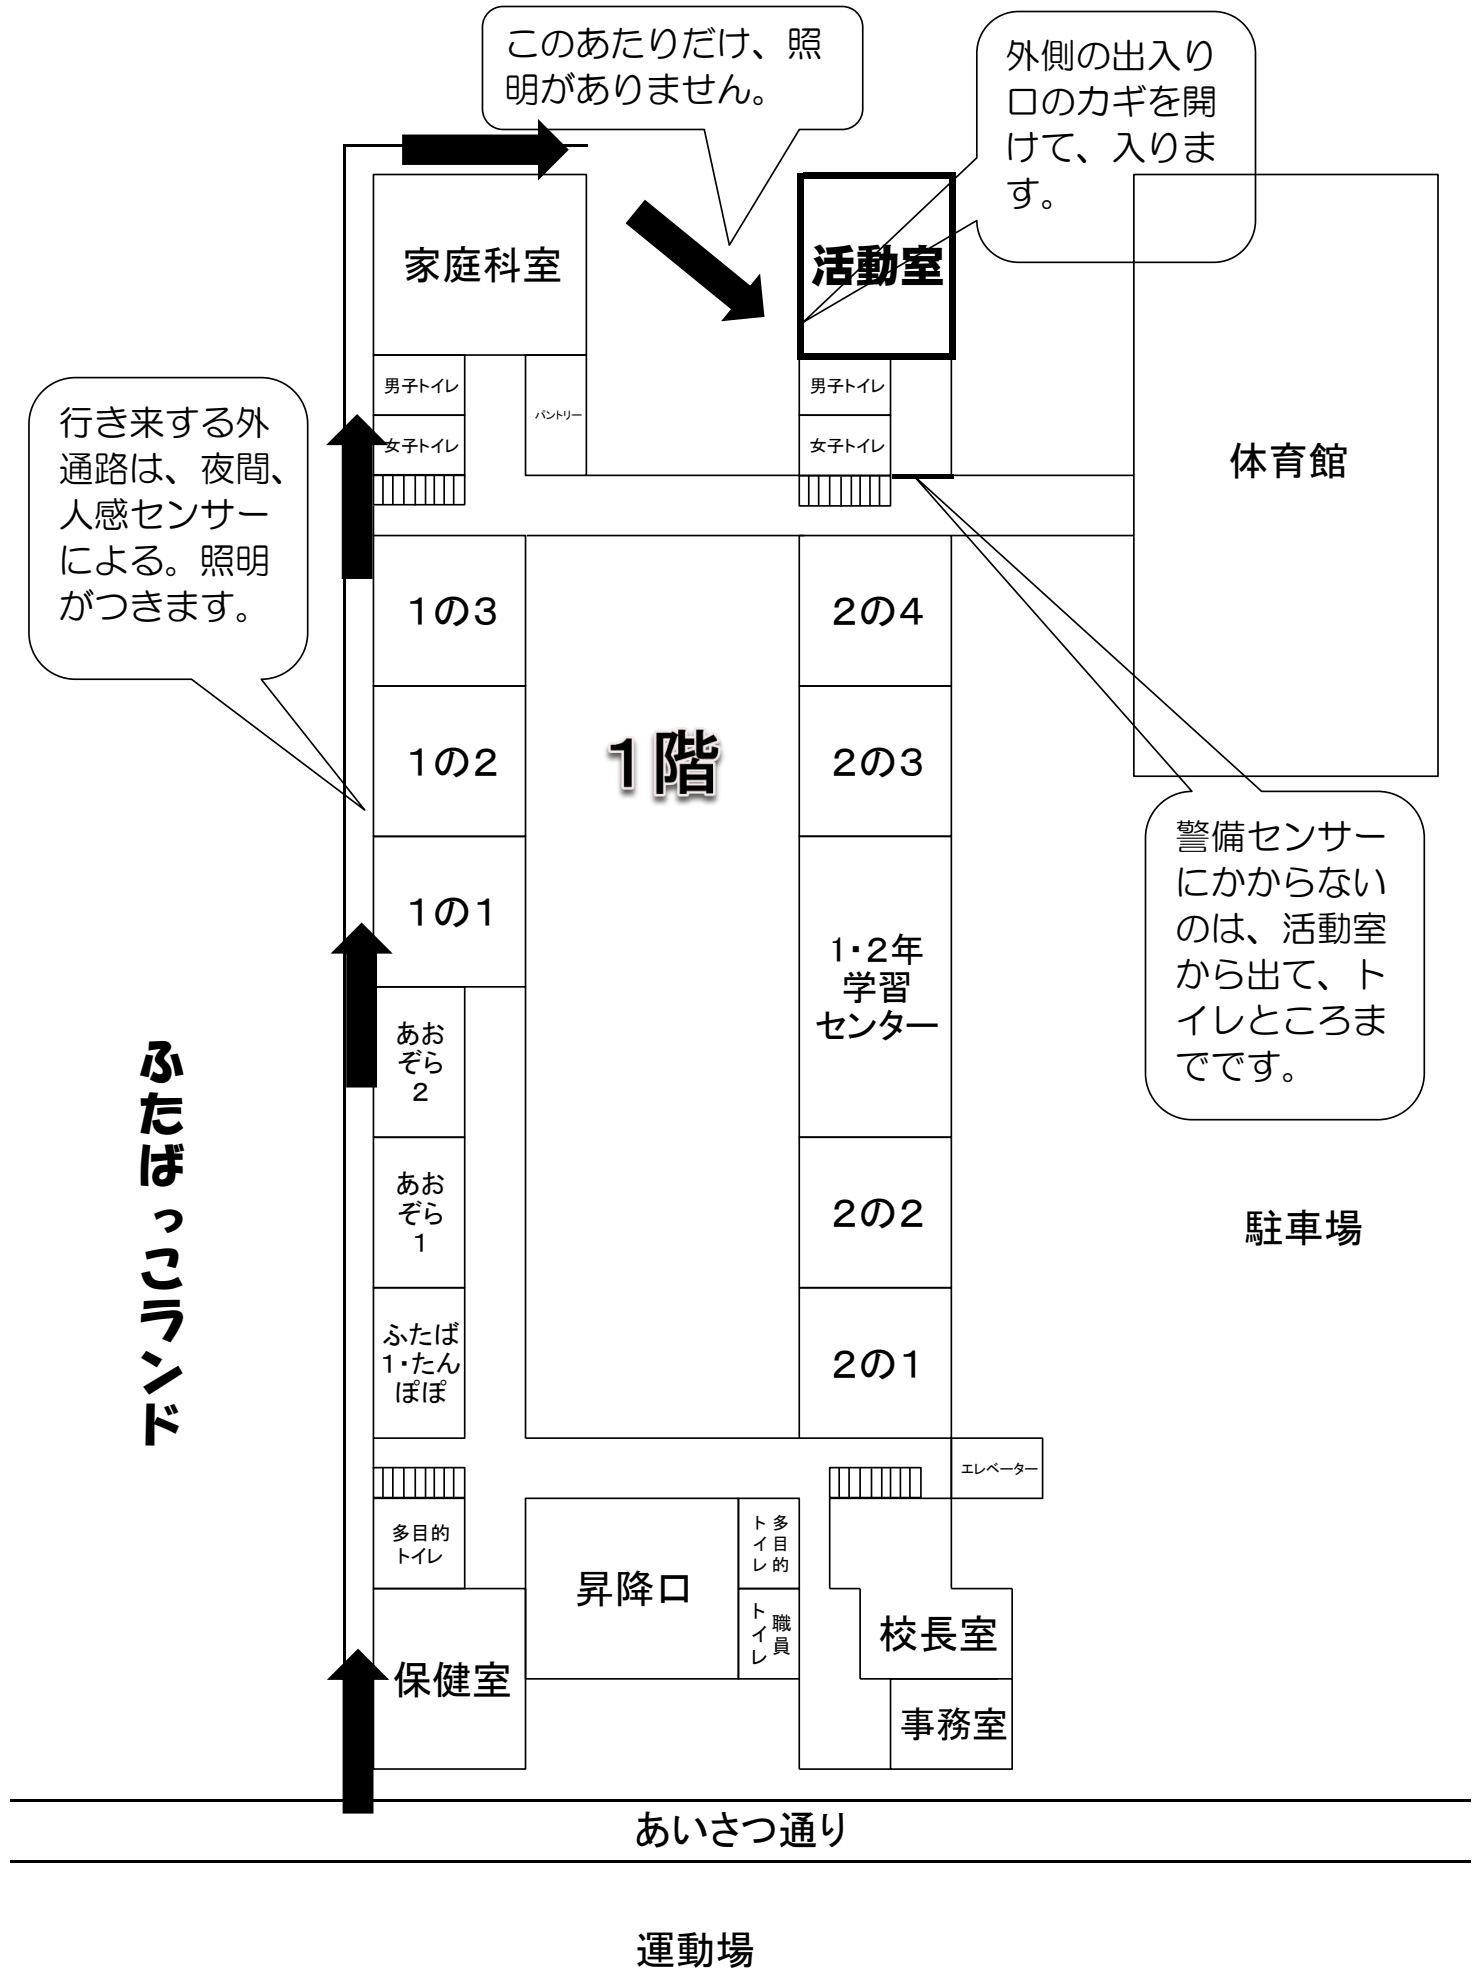 このあたりだけ、照
明がありません。
外側の出入り
口のカギを開
けて、入りま
す。
家庭科室
活動室
男子トイレ
女子トイレ
パントリー
男子トイレ
女子トイレ
体育館
行き来する外
通路は、夜間、
人感センサー
による。照明
がつきます。
1の3
2の4
1の2
1階
2の3
1の1
1・2年
学習
センター
警備センサー
にかからない
のは、活動室
から出て、ト
イレところま
でです。
あお
ぞら
2
ふたばっこランド
あお
ぞら
1
2の2
駐車場
ふたば
1・たん
ぽぽ
2の1
エレベーター
多目的
トイレ
昇降口
多目的
トイレ
職員
トイレ
校長室
保健室
事務室
あいさつ通り
運動場